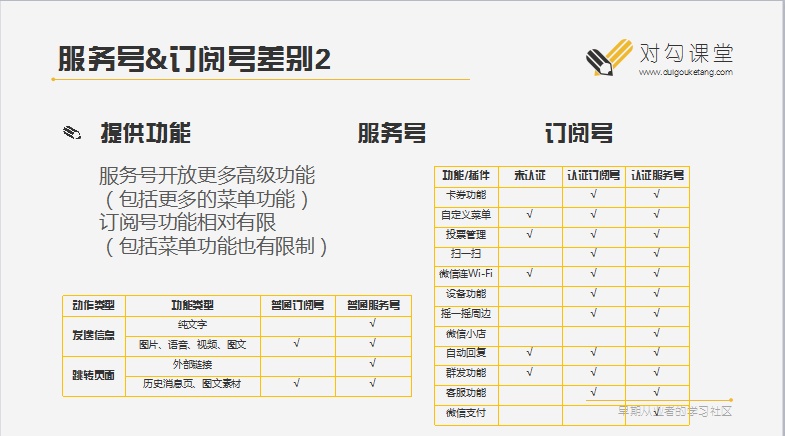 服务号&订阅号差别2
对勾课堂
www.duigouketang.com
提供功能 服务号 订阅号
服务号开放更多高级功能
（包括更多的菜单功能）
订阅号功能相对有限
（包括菜单功能也有限制）
功能/插件 未认证 认证订阅号 认证服务号
卡券功能 √ √
自定义菜单 √ √ √
投票管理 √ √ √
扫一扫 √ √
微信连Wi-Fi √ √ √
设备功能 √ √
摇一摇周边 √ √
微信小店 √
自动回复 √ √ √
群发功能 √ √ √
客服功能 √ √
微信支付 √
动作类型 功能类型 普通订阅号 普通服务号
发送信息 纯文字 √
图片、语音、视频、图文 √ √
跳转页面 外部链接 √
历史消息页、图文素材 √ √
早期从业者的学习社区